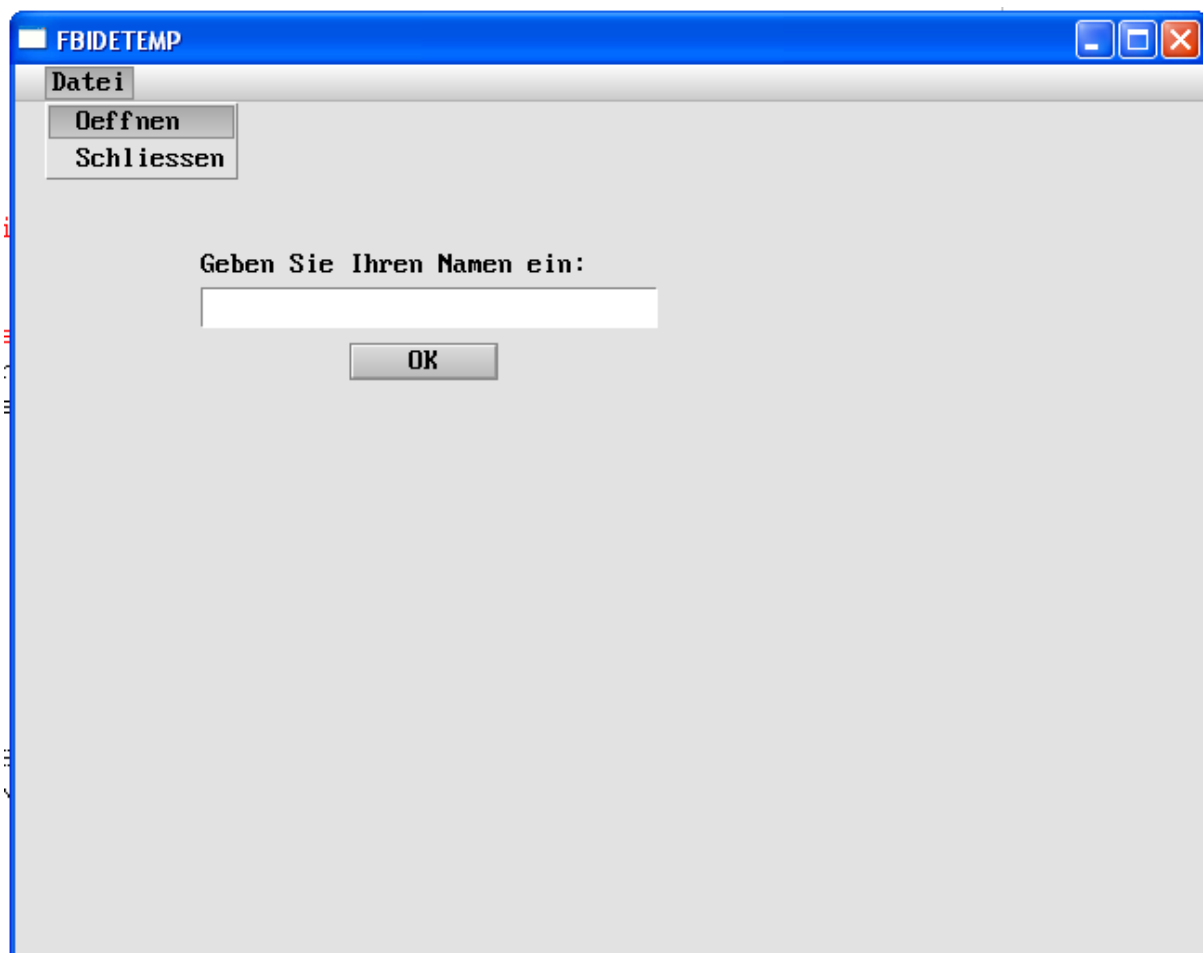 FBIDETEMP
Datei
Oeffnen
Schliessen
Geben Sie Ihren Namen ein:
OK